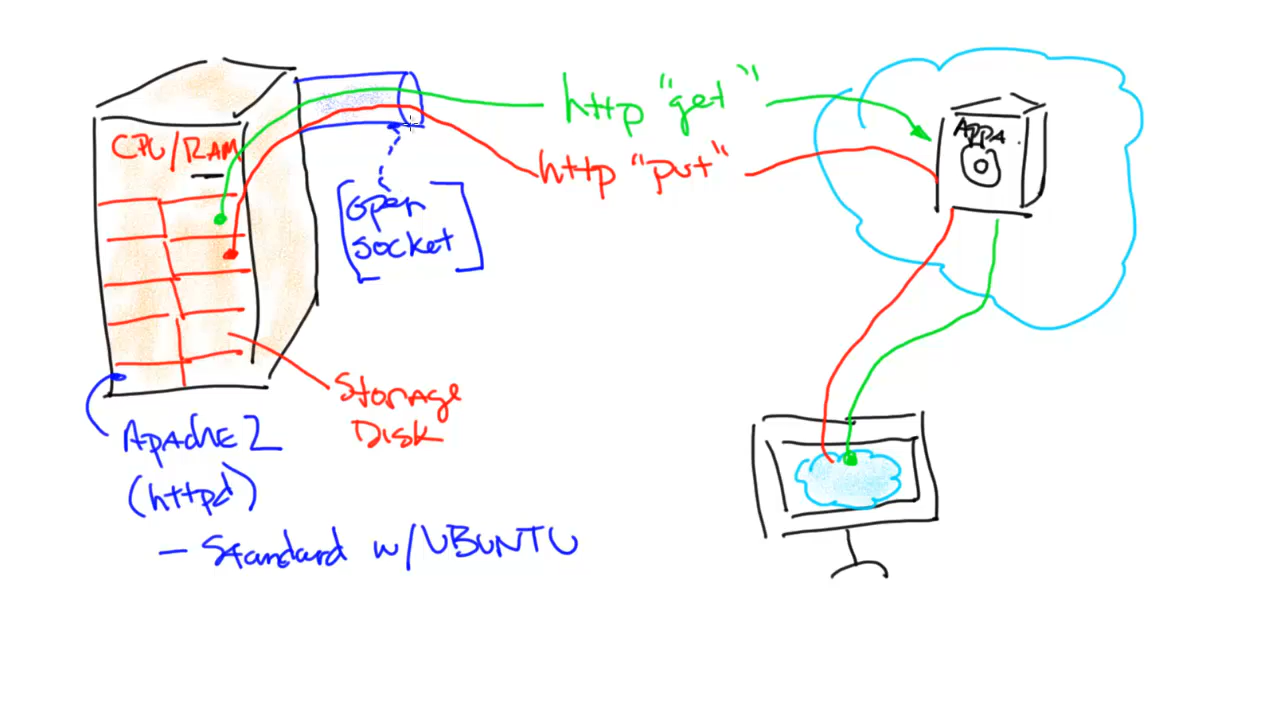 CPU/RAM
http "get"
http "put"
open
socket
APPA
Storage
Disk
Apache 2
(httpd)
- Standard w/UBUNTU